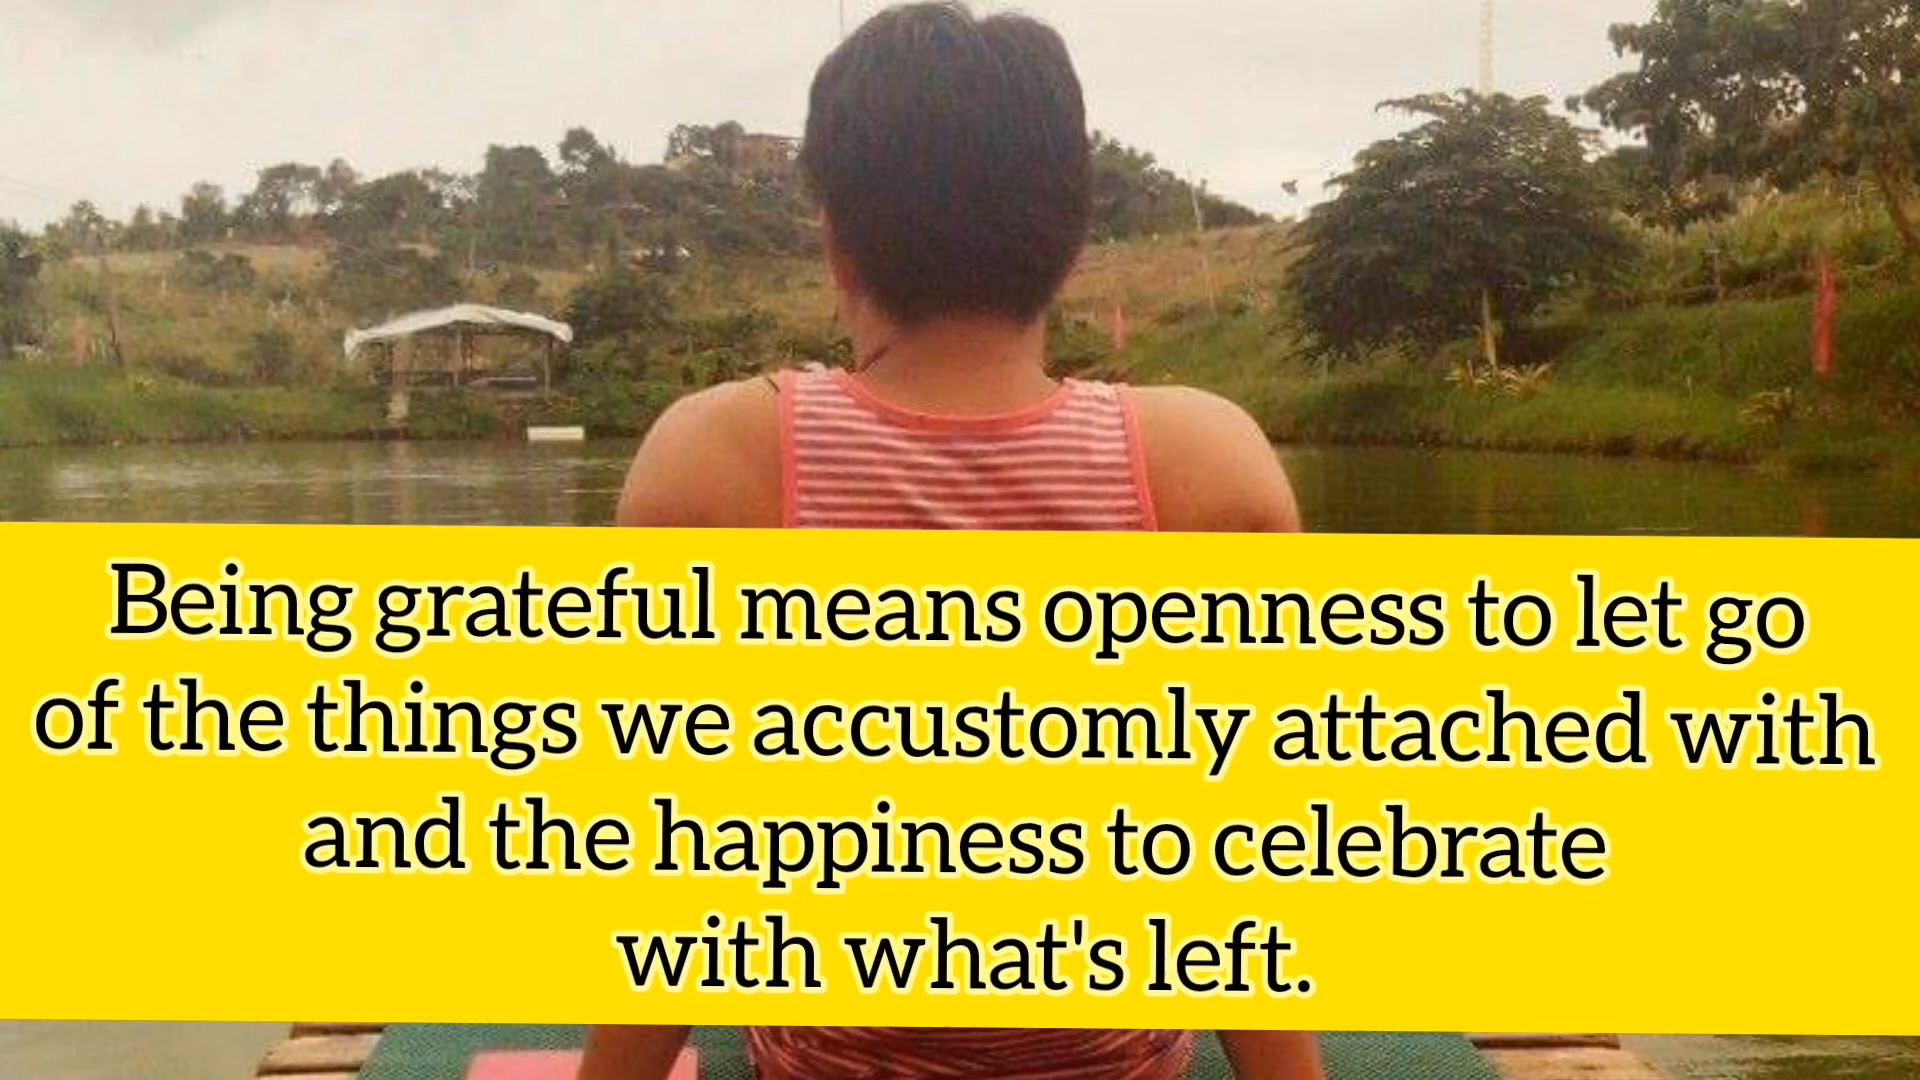 Being grateful means openness to let go
of the things we accustomly attached with
and the happiness to celebrate
with what's left.